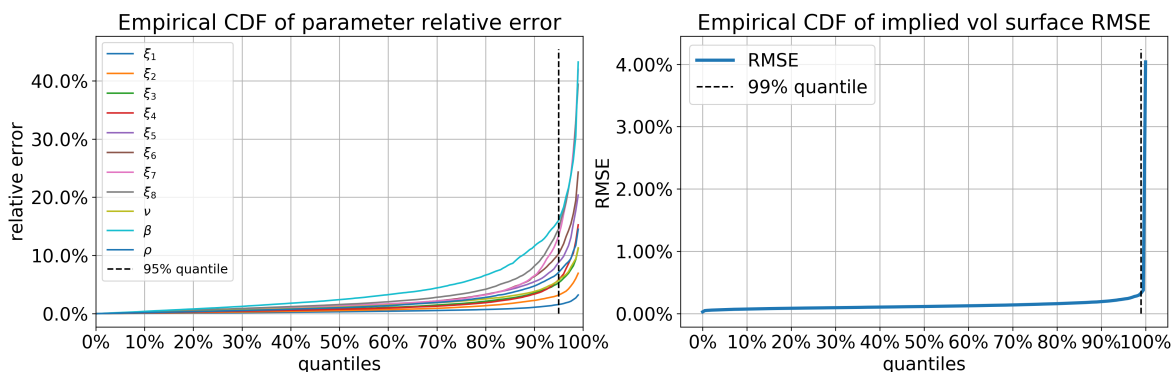 Empirical CDF of parameter relative error
relative error
40.0%
30.0%
20.0%
10.0%
0.0%
ξ1
ξ2
ξ3
ξ4
ξ5
ξ6
ξ7
ξ8
ν
β
ρ
95% quantile
0% 10% 20% 30% 40% 50% 60% 70% 80% 90% 100%
quantiles
Empirical CDF of implied vol surface RMSE
RMSE
4.00%
3.00%
2.00%
1.00%
0.00%
RMSE
99% quantile
0% 10% 20% 30% 40% 50% 60% 70% 80% 90%100%
quantiles